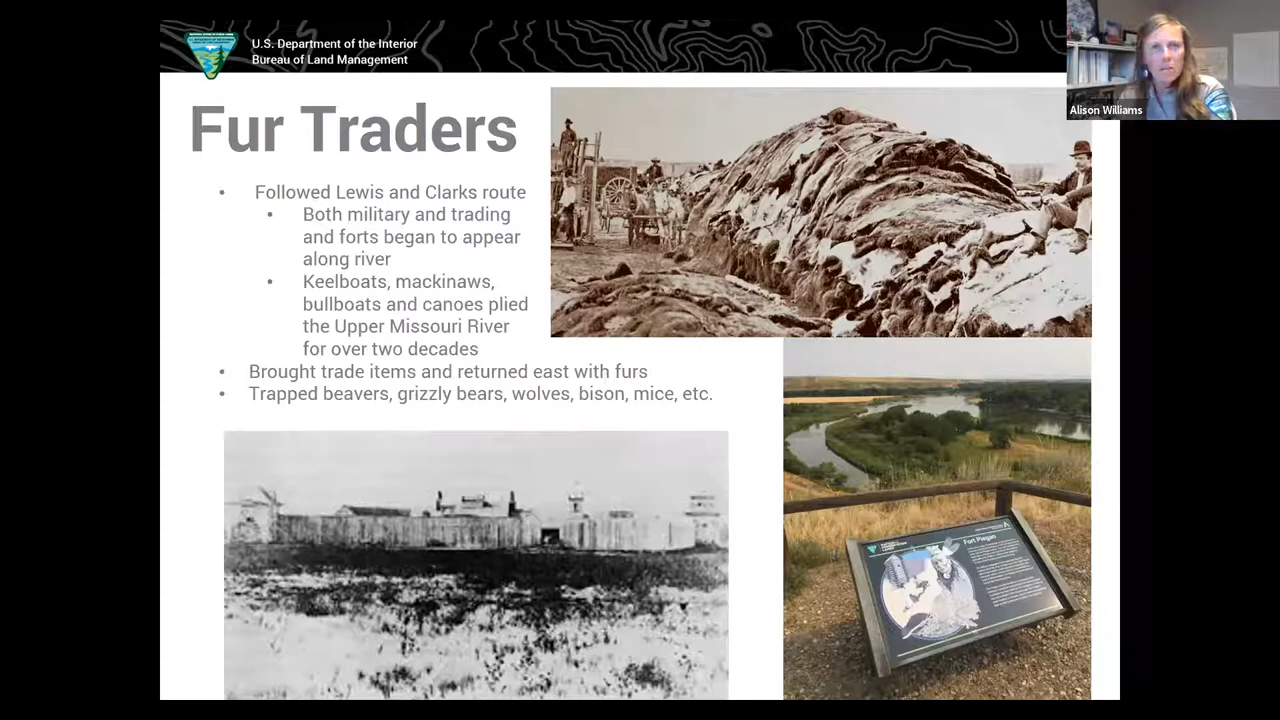 U.S. Department of the Interior
Bureau of Land Management
Alison Williams
Fur Traders
• Followed Lewis and Clarks route
• Both military and trading
and forts began to appear
along river
• Keelboats, mackinaws,
bullboats and canoes plied
the Upper Missouri River
for over two decades
• Brought trade items and returned east with furs
• Trapped beavers, grizzly bears, wolves, bison, mice, etc.
Fort Piegan